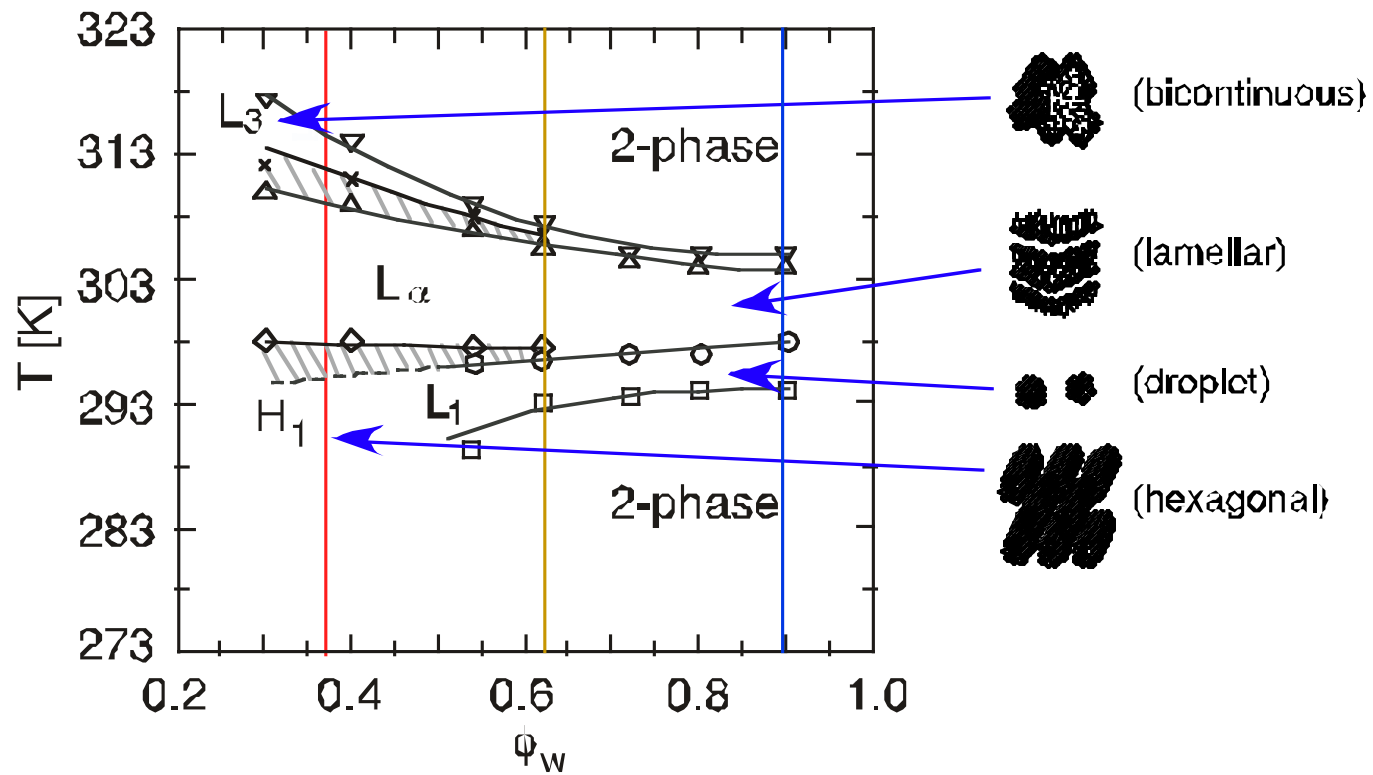 323
313
303
293
283
273
T [K]
0.2
0.4
0.6
0.8
1.0
φw
L3
2-phase
Lα
L1
H1
2-phase
(bicontinuous)
(lamellar)
(droplet)
(hexagonal)